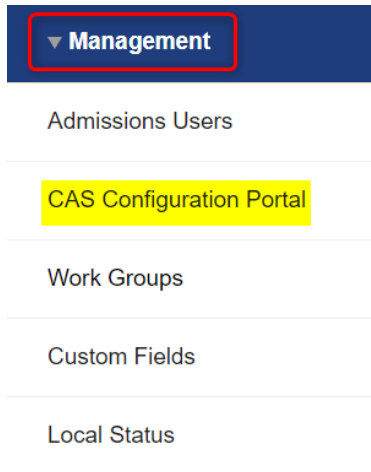 Management
Admissions Users
CAS Configuration Portal
Work Groups
Custom Fields
Local Status